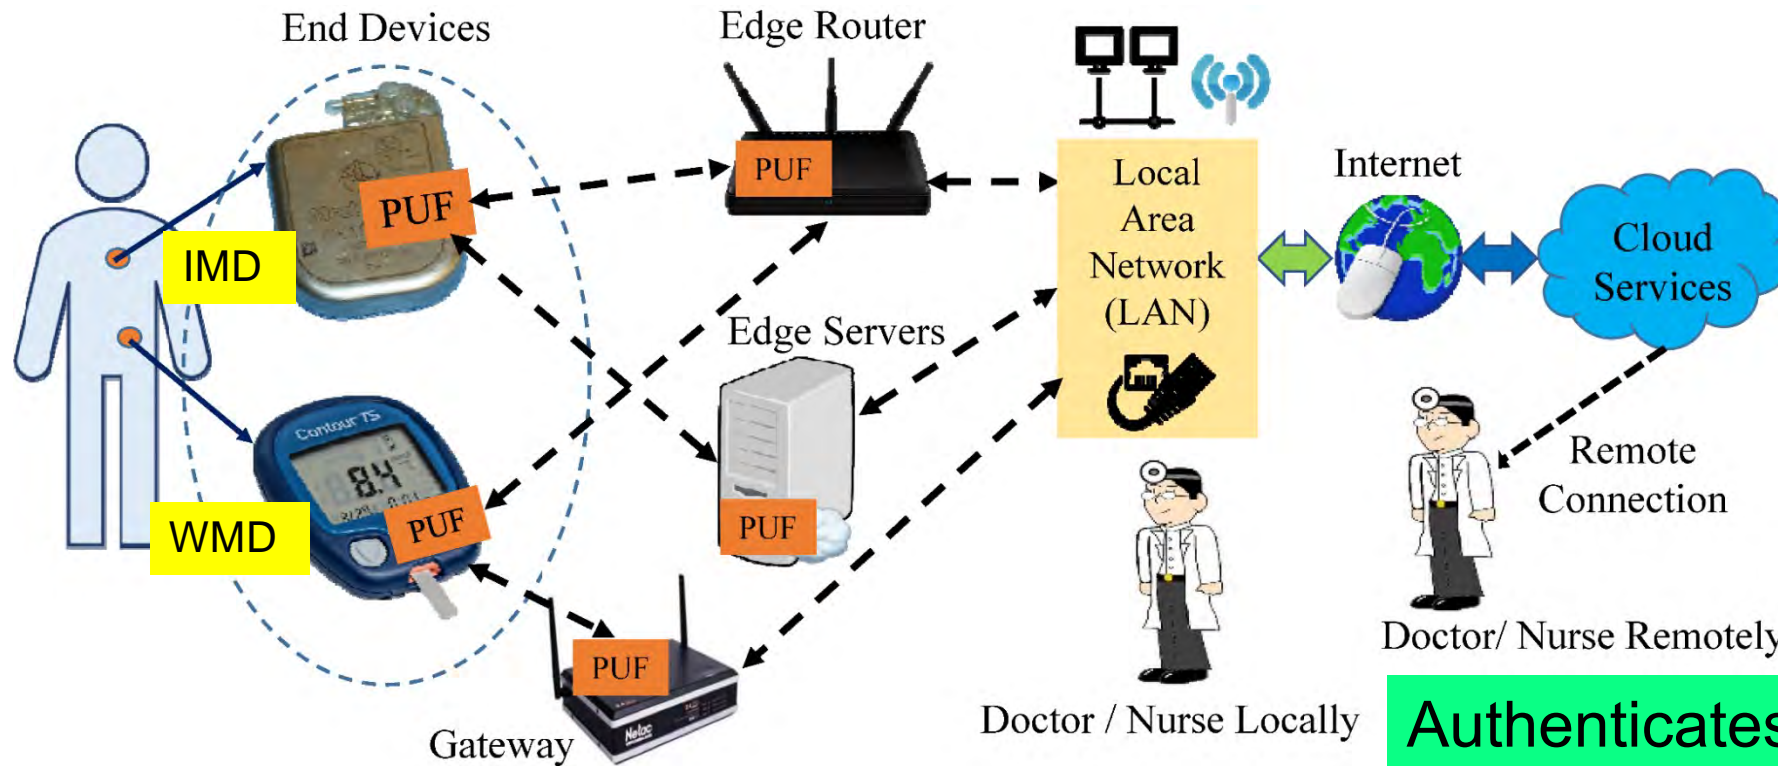 End Devices
Edge Router
PUF
PUF
IMD
Local
Area
Network
(LAN)
Internet
Cloud
Services
Edge Servers
Contour TS
8.4
PUF
WMD
PUF
Remote
Connection
PUF
Netac
Gateway
Doctor / Nurse Locally
Doctor/ Nurse Remotely
Authenticates